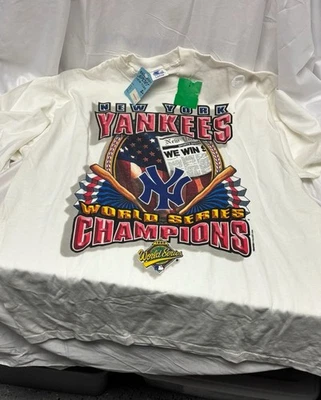 NEW YORK
YANKEES
WE WIN
NY
WORLD SERIES
CHAMPIONS
World Series